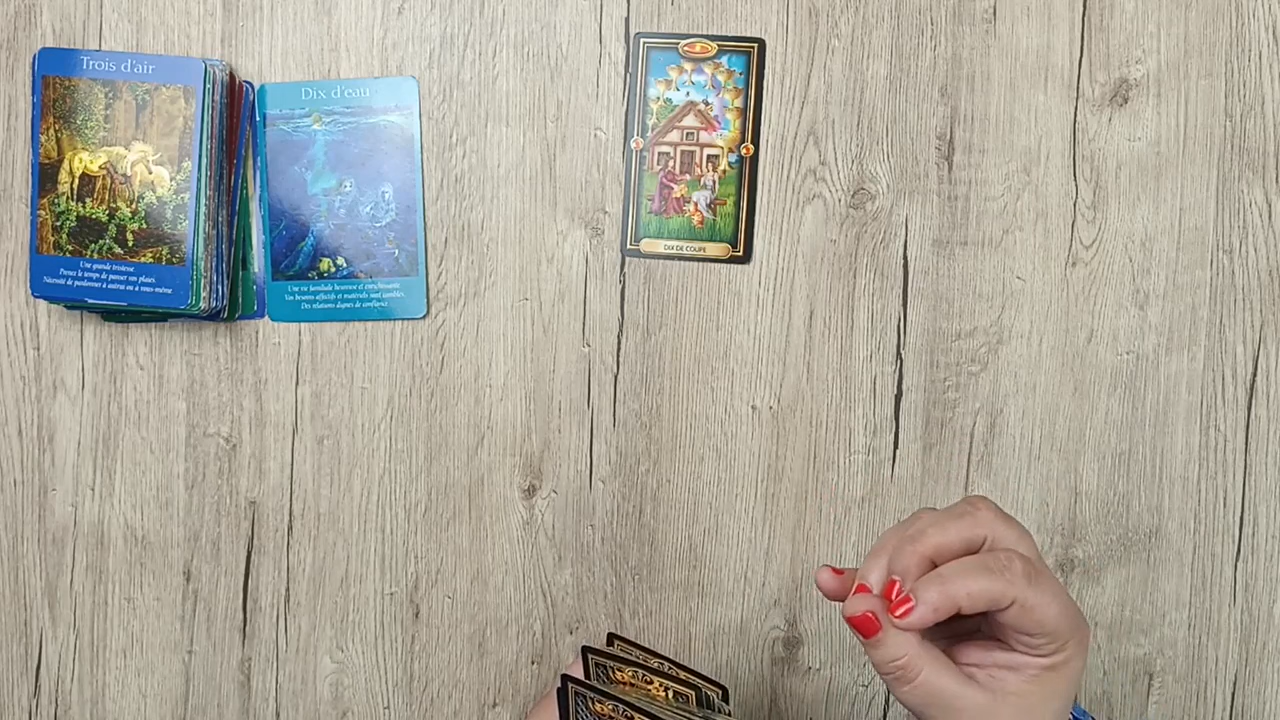 Trois d'air
Une grande tristesse.
Prenez le temps de panser vos plaies.
Nécessité de pardonner à autrui ou à vous-même.
Dix d'eau
Une vie familiale heureuse et enrichissante.
Vos besoins affectifs et matériels sont comblés.
Des relations dignes de confiance.
DIX DE COUPE